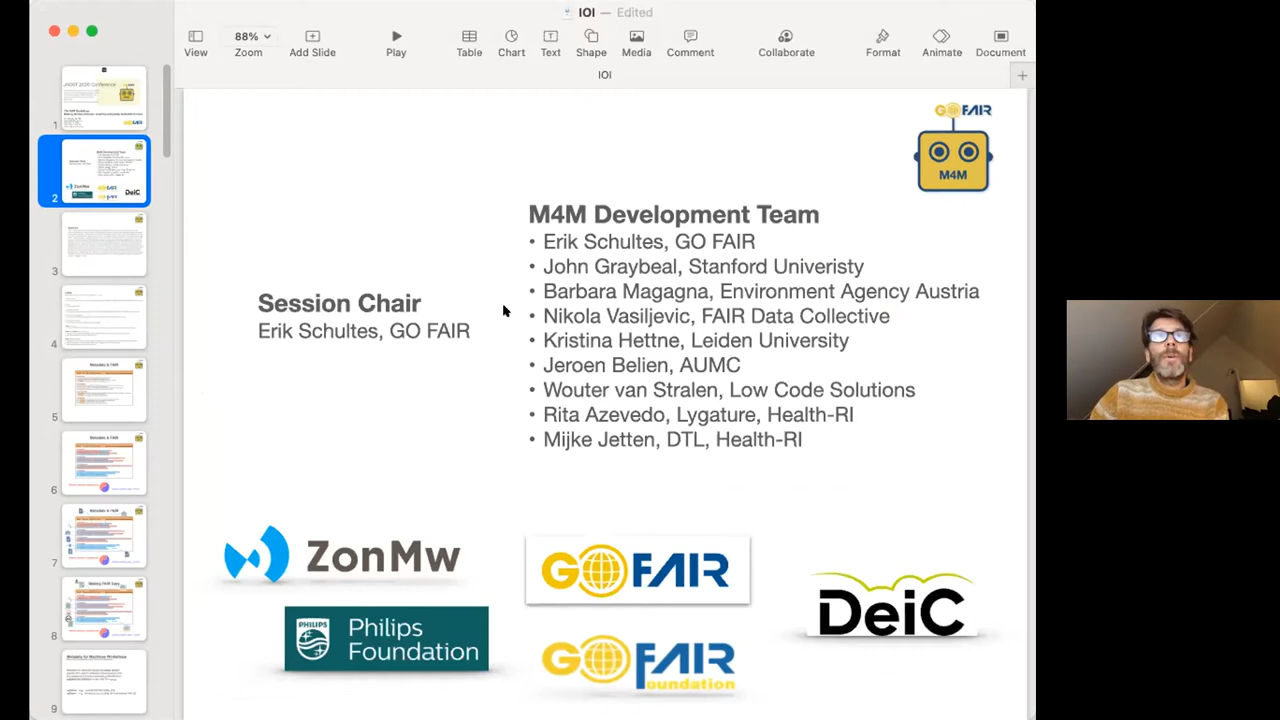 IOI — Edited
View
88%
Zoom
Add Slide
Play
Table
Chart
Text
Shape
Media
Comment
Collaborate
Format
Animate
Document
IOI
GO FAIR
M4M
M4M Development Team
• Erik Schultes, GO FAIR
• John Graybeal, Stanford Univeristy
• Barbara Magagna, Environment Agency Austria
• Nikola Vasiljevic, FAIR Data Collective
• Kristina Hettne, Leiden University
• Jeroen Belien, AUMC
• Wouter van Stralen, Low Code Solutions
• Rita Azevedo, Lygature, Health-RI
• Mijke Jetten, DTL, Health-RI
Session Chair
Erik Schultes, GO FAIR
ZonMw
GO FAIR
DeiC
PHILIPS
Philips
Foundation
GO FAIR
Foundation
1
2
3
4
5
6
7
8
9